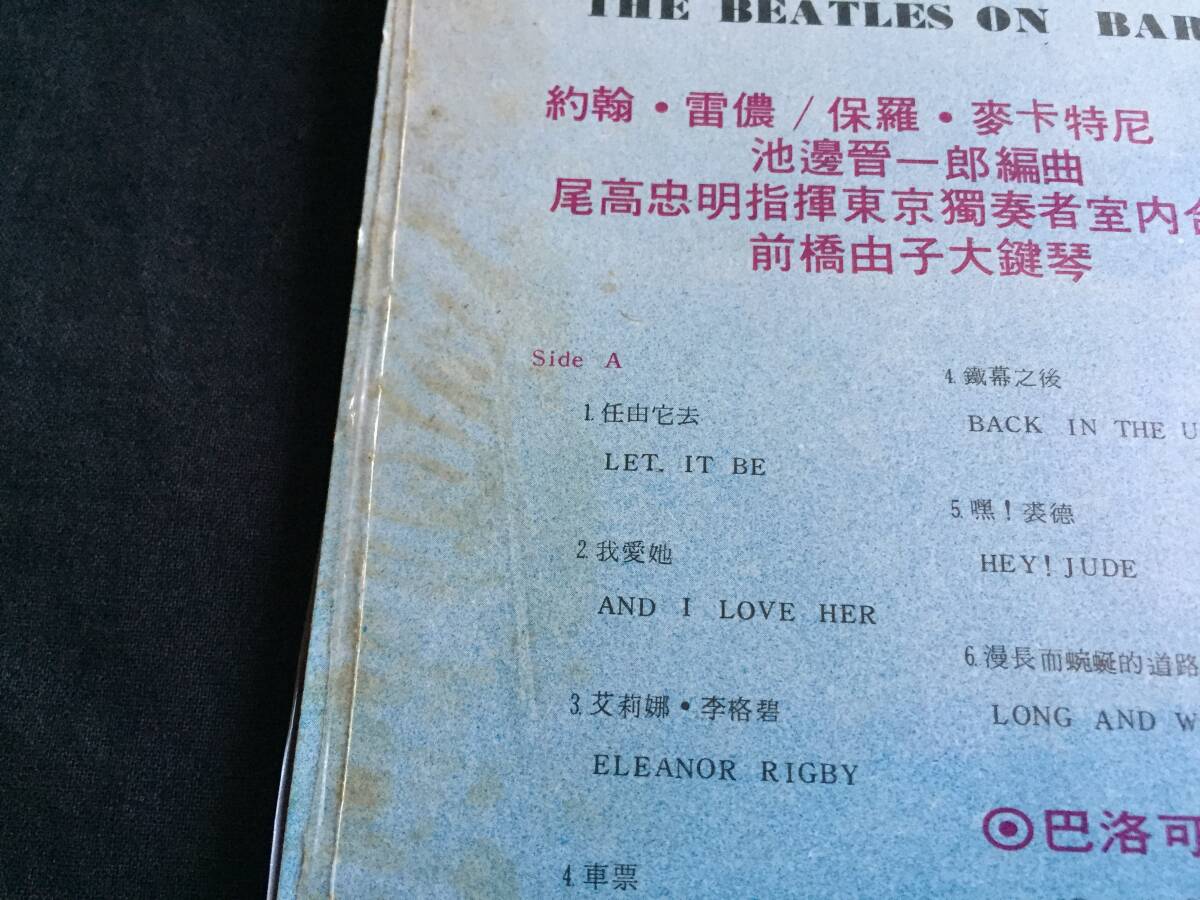 THE BEATLES ON BAR
約翰・雷儂/保羅・麥卡特尼
池邊晉一郎編曲
尾高忠明指揮東京獨奏者室內合
前橋由子大鍵琴
Side A
1. 任由它去
LET. IT BE
2. 我愛她
AND I LOVE HER
3. 艾莉娜・李格碧
ELEANOR RIGBY
4. 車票
4. 鐵幕之後
BACK IN THE U
5. 嘿！裘德
HEY! JUDE
6. 漫長而蜿蜒的道路
LONG AND W
⊙巴洛可